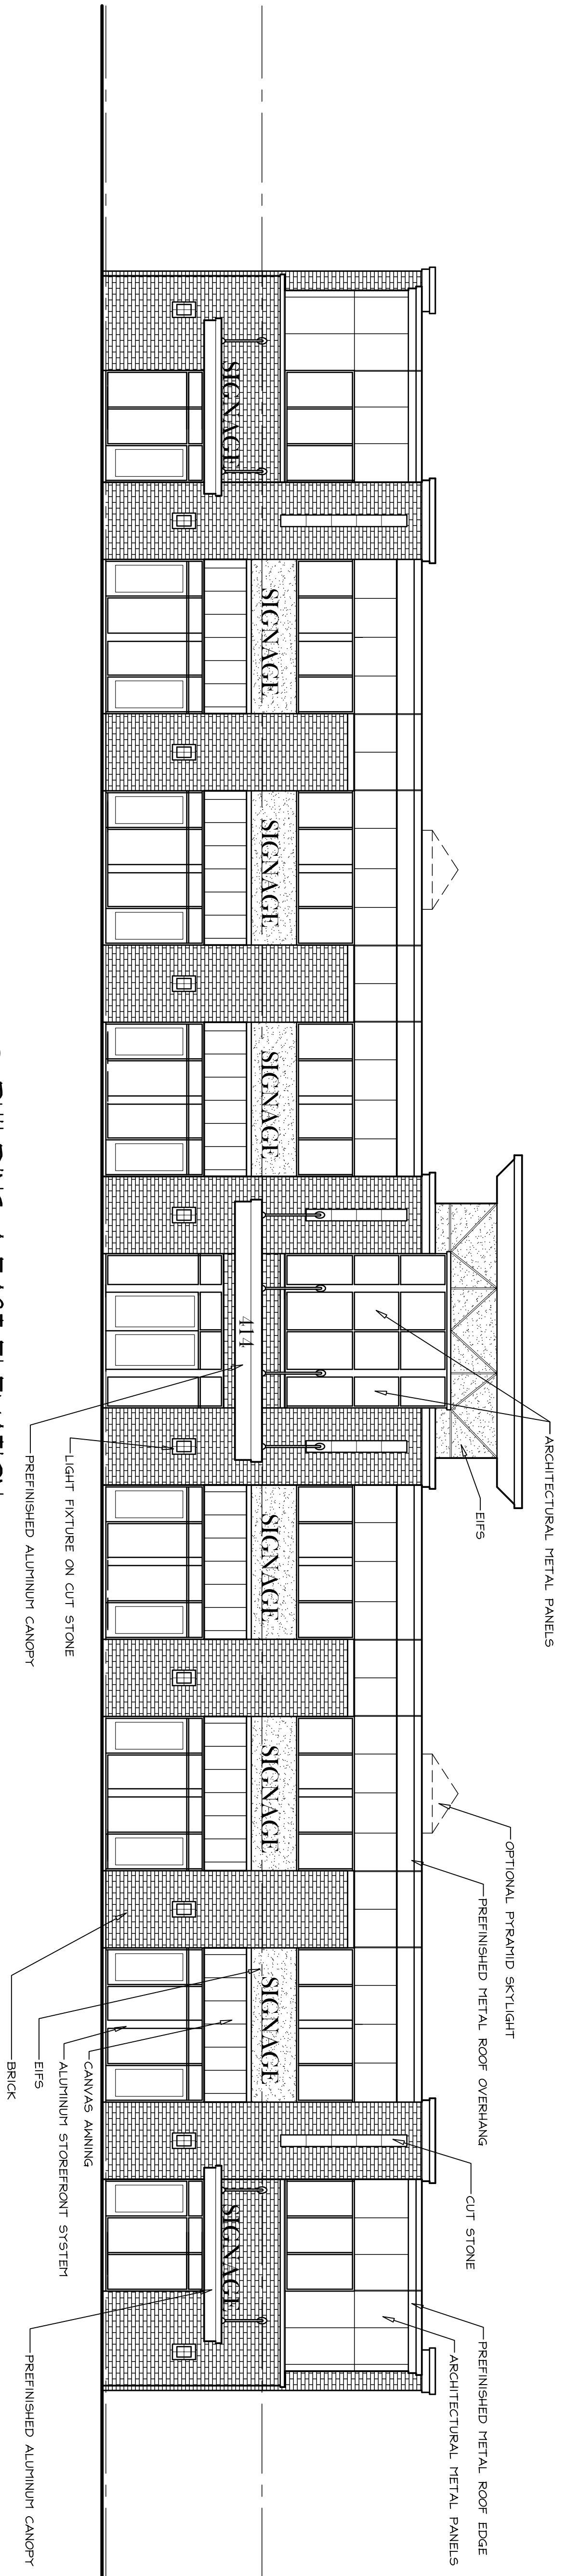 ARCHITECTURAL METAL PANELS
EIFS
OPTIONAL PYRAMID SKYLIGHT
PREFINISHED METAL ROOF OVERHANG
CUT STONE
PREFINISHED METAL ROOF EDGE
ARCHITECTURAL METAL PANELS
SIGNAGE
SIGNAGE
SIGNAGE
SIGNAGE
414
SIGNAGE
SIGNAGE
SIGNAGE
SIGNAGE
LIGHT FIXTURE ON CUT STONE
PREFINISHED ALUMINUM CANOPY
CANVAS AWNING
ALUMINUM STOREFRONT SYSTEM
EIFS
BRICK
PREFINISHED ALUMINUM CANOPY